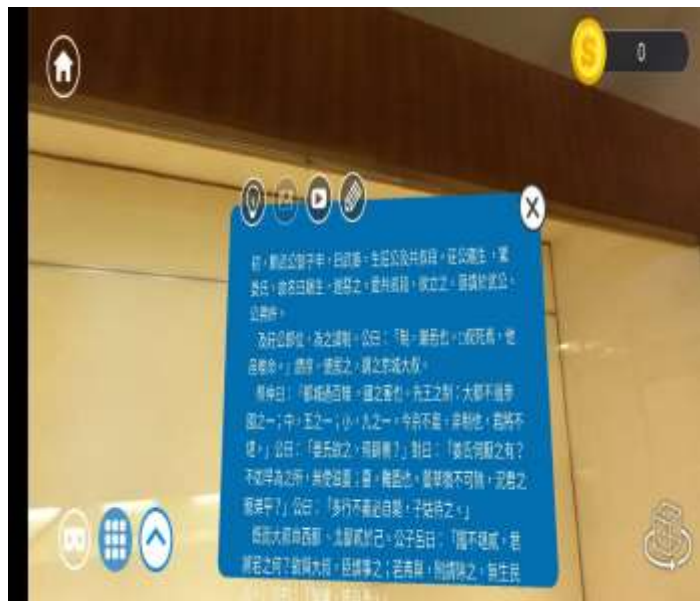 0
初，鄭武公娶于申，曰武姜。生莊公及共叔段。莊公寤生，驚
姜氏，故名曰寤生，遂惡之。愛共叔段，欲立之。亟請於武公，
公弗許。
及莊公即位，為之請制。公曰：「制，巖邑也，□叔死焉，他
邑唯命。」請京，使居之，謂之京城大叔。
祭仲曰：「都城過百雉，國之害也。先王之制：大都不過參
國之一；中，五之一；小，九之一。今京不度，非制也，君將不
堪。」公曰：「姜氏欲之，焉辟害？」對曰：「姜氏何厭之有？
不如早為之所，無使滋蔓；蔓，難圖也。蔓草猶不可除，況君之
寵弟乎？」公曰：「多行不義必自斃，子姑待之。」
既而大叔命西鄙、北鄙貳於己。公子呂曰：「國不堪貳，君
將若之何？欲與大叔，臣請事之；若弗與，則請除之，無生民